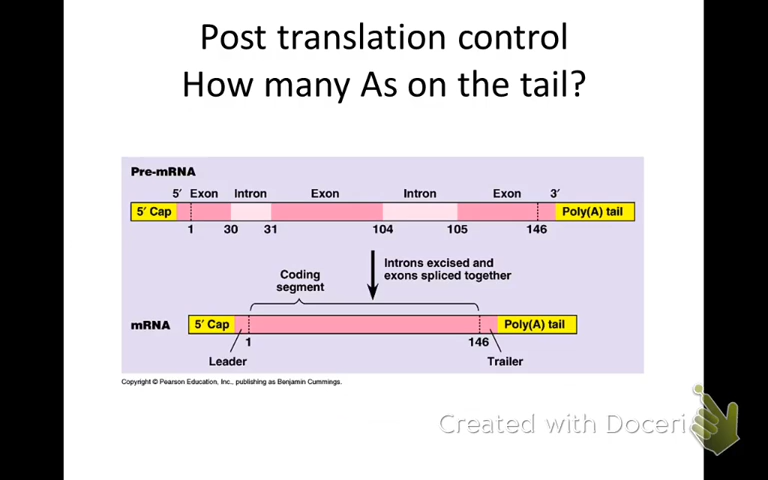 Post translation control
How many As on the tail?
Pre-mRNA
5′ Exon Intron Exon Intron Exon 3′
5′ Cap Poly(A) tail
1 30 31 104 105 146
Introns excised and
exons spliced together
Coding
segment
mRNA 5′ Cap Poly(A) tail
1 146
Leader Trailer
Copyright © Pearson Education, Inc., publishing as Benjamin Cummings.
Created with Doceri